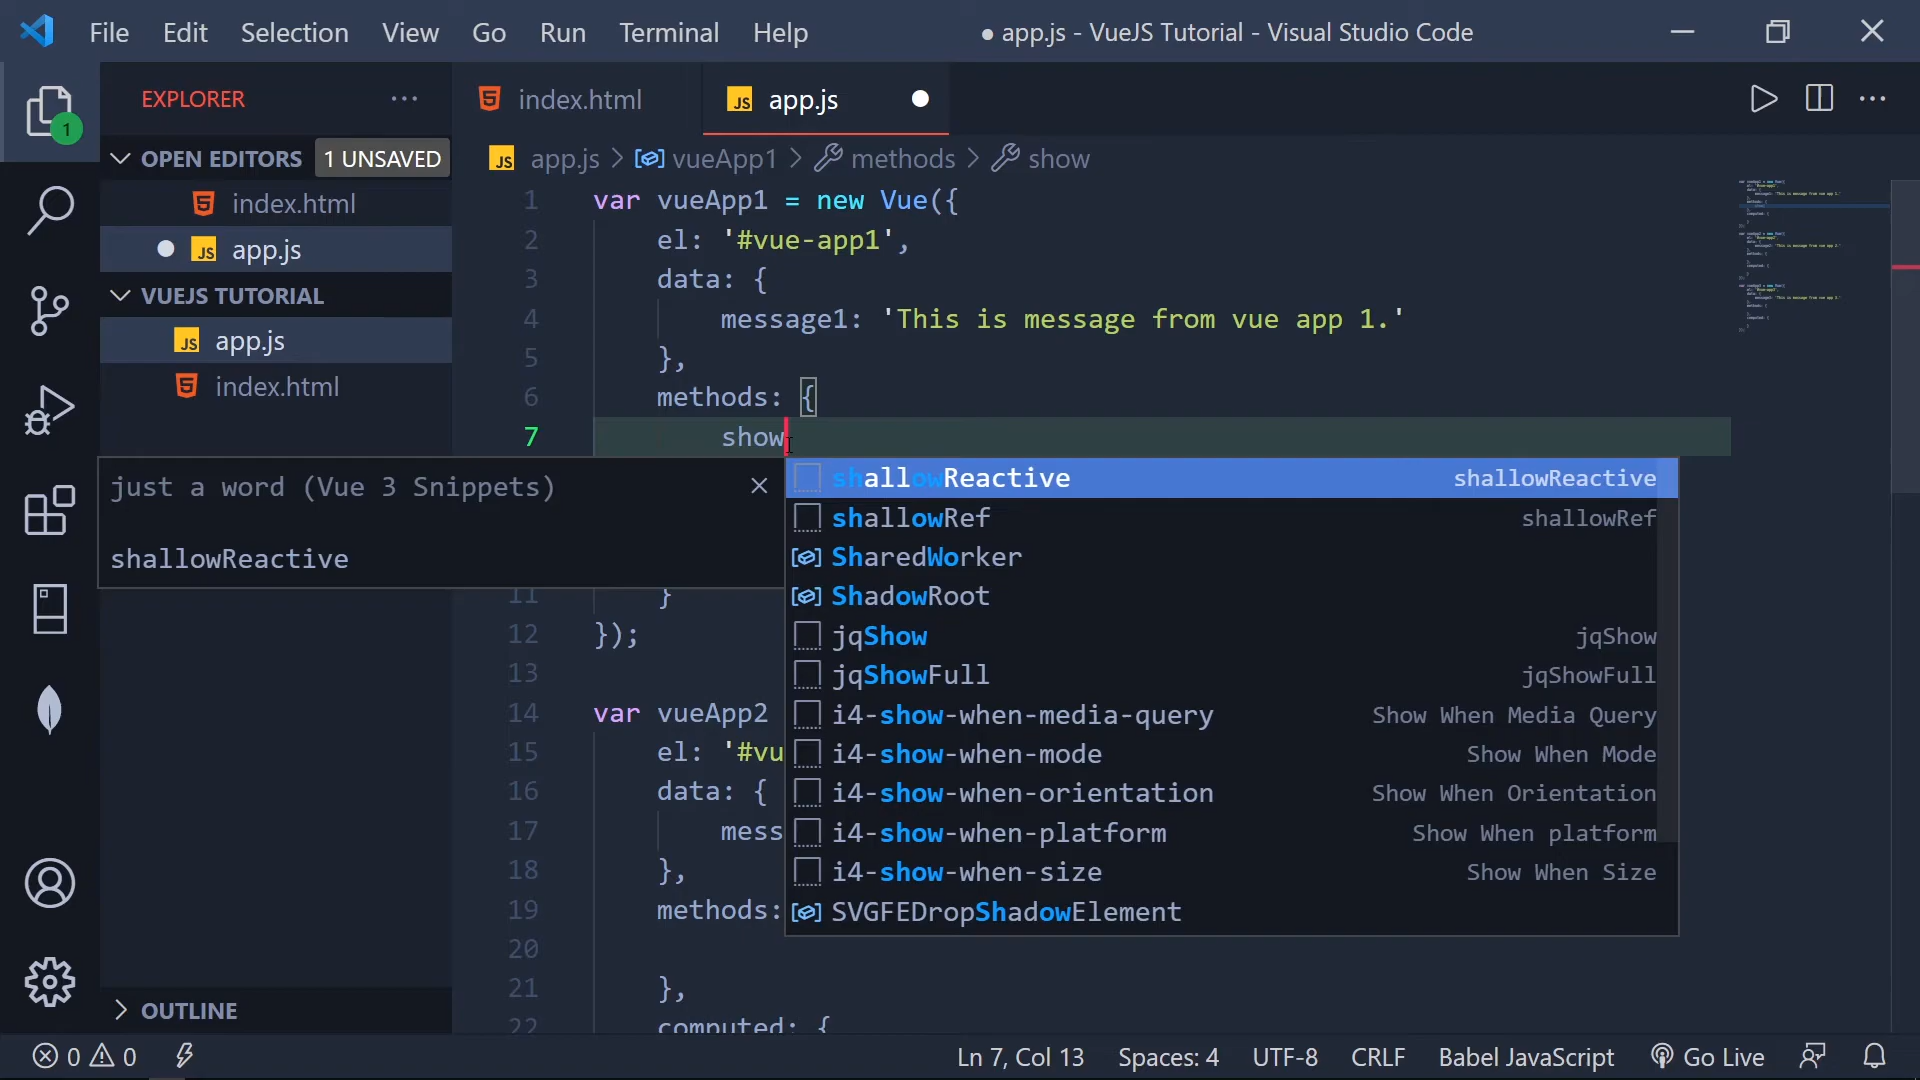 File Edit Selection View Go Run Terminal Help
● app.js - VueJS Tutorial - Visual Studio Code
1
EXPLORER
OPEN EDITORS 1 UNSAVED
index.html
JS app.js
VUEJS TUTORIAL
JS app.js
index.html
OUTLINE
index.html
JS app.js
JS app.js > vueApp1 > methods > show
1 var vueApp1 = new Vue({
2 el: '#vue-app1',
3 data: {
4 message1: 'This is message from vue app 1.'
5 },
6 methods: {
7 show
just a word (Vue 3 Snippets)
shallowReactive
shallowReactive shallowReactive
shallowRef shallowRef
SharedWorker
ShadowRoot
jqShow jqShow
jqShowFull jqShowFull
i4-show-when-media-query Show When Media Query
i4-show-when-mode Show When Mode
i4-show-when-orientation Show When Orientation
i4-show-when-platform Show When platform
i4-show-when-size Show When Size
SVGFEDropShadowElement
11 }
12 });
13
14 var vueApp2
15 el: '#vu
16 data: {
17 mess
18 },
19 methods:
20
21 },
22 computed: {
0 0
Ln 7, Col 13 Spaces: 4 UTF-8 CRLF Babel JavaScript Go Live